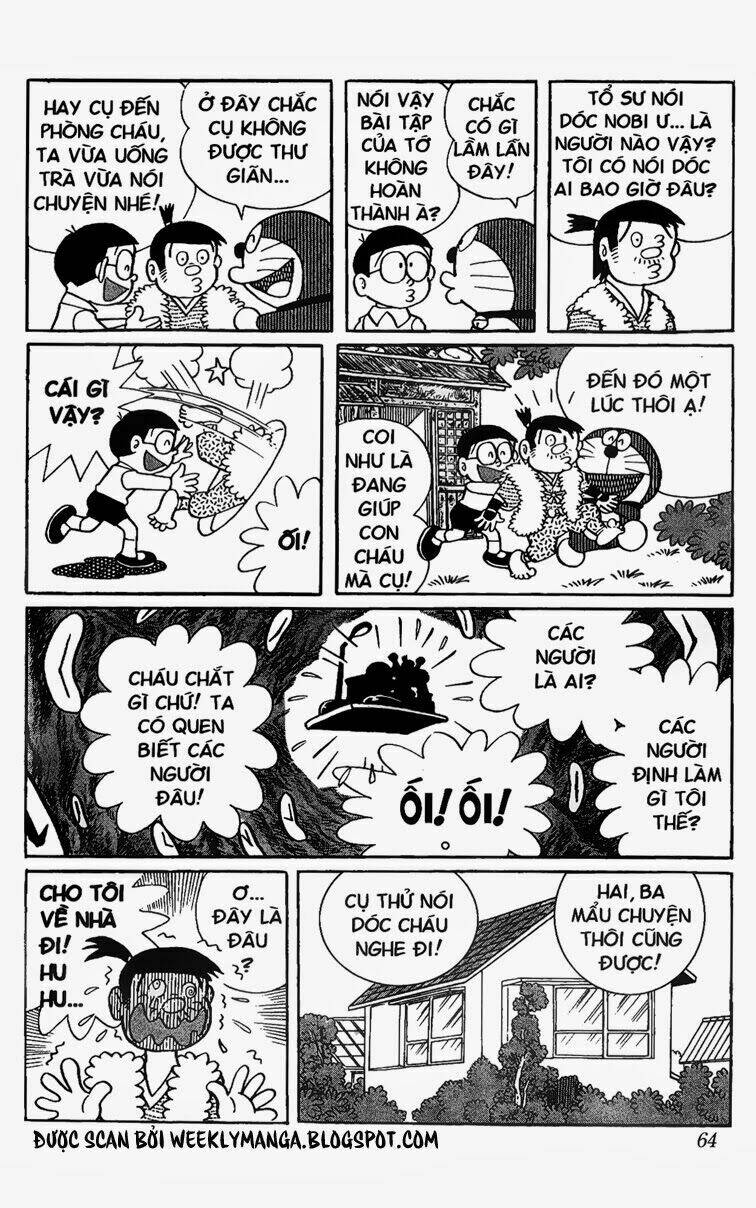 TỔ SƯ NÓI
DÓC NOBI Ư... LÀ
NGƯỜI NÀO VẬY?
TÔI CÓ NÓI DÓC
AI BAO GIỜ ĐÂU?
CHẮC
CÓ GÌ
LẦM LẪN
ĐÂY!
NÓI VẬY
BÀI TẬP
CỦA TỚ
KHÔNG
HOÀN
THÀNH À?
Ở ĐÂY CHẮC
CỤ KHÔNG
ĐƯỢC THƯ
GIÃN...
HAY CỤ ĐẾN
PHÒNG CHÁU,
TA VỪA UỐNG
TRÀ VỪA NÓI
CHUYỆN NHÉ!
ĐẾN ĐÓ MỘT
LÚC THÔI Ạ!
COI
NHƯ LÀ
ĐANG
GIÚP
CON
CHÁU
MÀ CỤ!
CÁI GÌ
VẬY?
ỐI!
CÁC
NGƯỜI
LÀ AI?
CÁC
NGƯỜI
ĐỊNH LÀM
GÌ TÔI
THẾ?
ỐI! ỐI!
CHÁU CHẮT
GÌ CHỨ! TA
CÓ QUEN
BIẾT CÁC
NGƯỜI
ĐÂU!
HAI, BA
MẨU CHUYỆN
THÔI CŨNG
ĐƯỢC!
CỤ THỬ NÓI
DÓC CHÁU
NGHE ĐI!
Ơ...
ĐÂY LÀ
ĐÂU
?
CHO TÔI
VỀ NHÀ
ĐI!
HU
HU...
ĐƯỢC SCAN BỞI WEEKLYMANGA.BLOGSPOT.COM
64